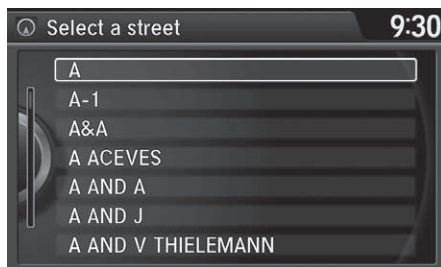 Select a street
9:30
A
A-1
A&A
A ACEVES
A AND A
A AND J
A AND V THIELEMANN